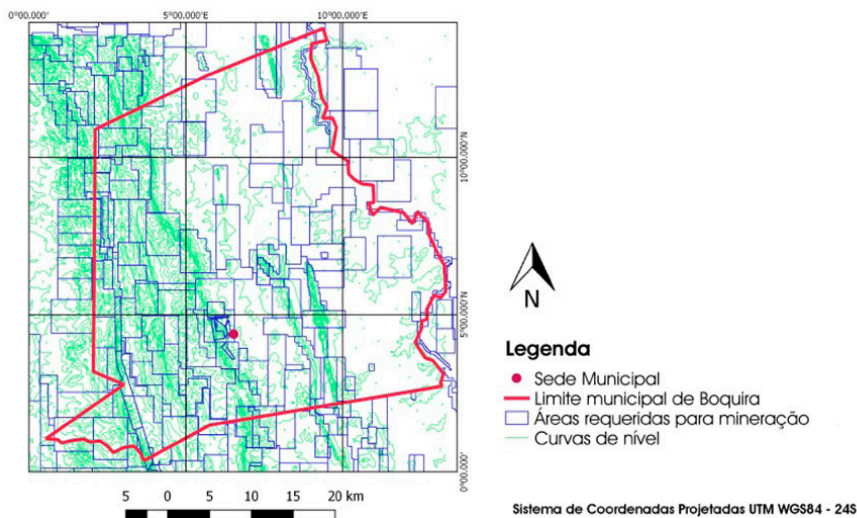 0°00.000’ 5°00.000’E 10°00.000’E
10°00.000’N
5°00.000’N
0°00.000’
5 0 5 10 15 20 km
N
Legenda
Sede Municipal
Limite municipal de Boquira
Áreas requeridas para mineração
Curvas de nível
Sistema de Coordenadas Projetadas UTM WGS84 - 24S